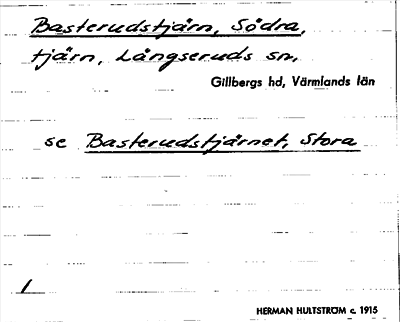 Basterudstjärn, Södra,
tjärn, Långseruds sn,
Gillbergs hd, Värmlands län
se Basterudstjärnet, Stora
1
HERMAN HULTSTRÖM c. 1915